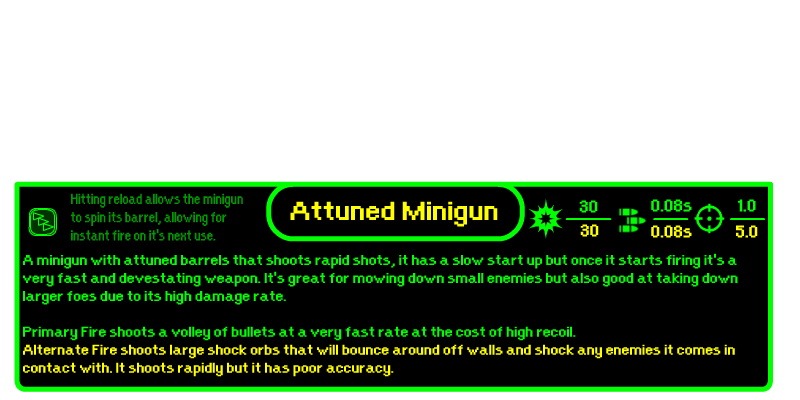 Hitting reload allows the minigun
to spin its barrel, allowing for
instant fire on it's next use.
Attuned Minigun
30
30
0.08s
0.08s
1.0
5.0
A minigun with attuned barrels that shoots rapid shots, it has a slow start up but once it starts firing it's a
very fast and devestating weapon. It's great for mowing down small enemies but also good at taking down
larger foes due to its high damage rate.
Primary Fire shoots a volley of bullets at a very fast rate at the cost of high recoil.
Alternate Fire shoots large shock orbs that will bounce around off walls and shock any enemies it comes in
contact with. It shoots rapidly but it has poor accuracy.